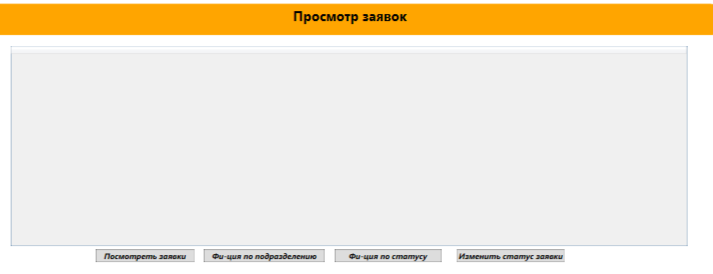 Просмотр заявок
Посмотреть заявки Фи-ция по подразделению Фи-ция по статусу Изменить статус заявки